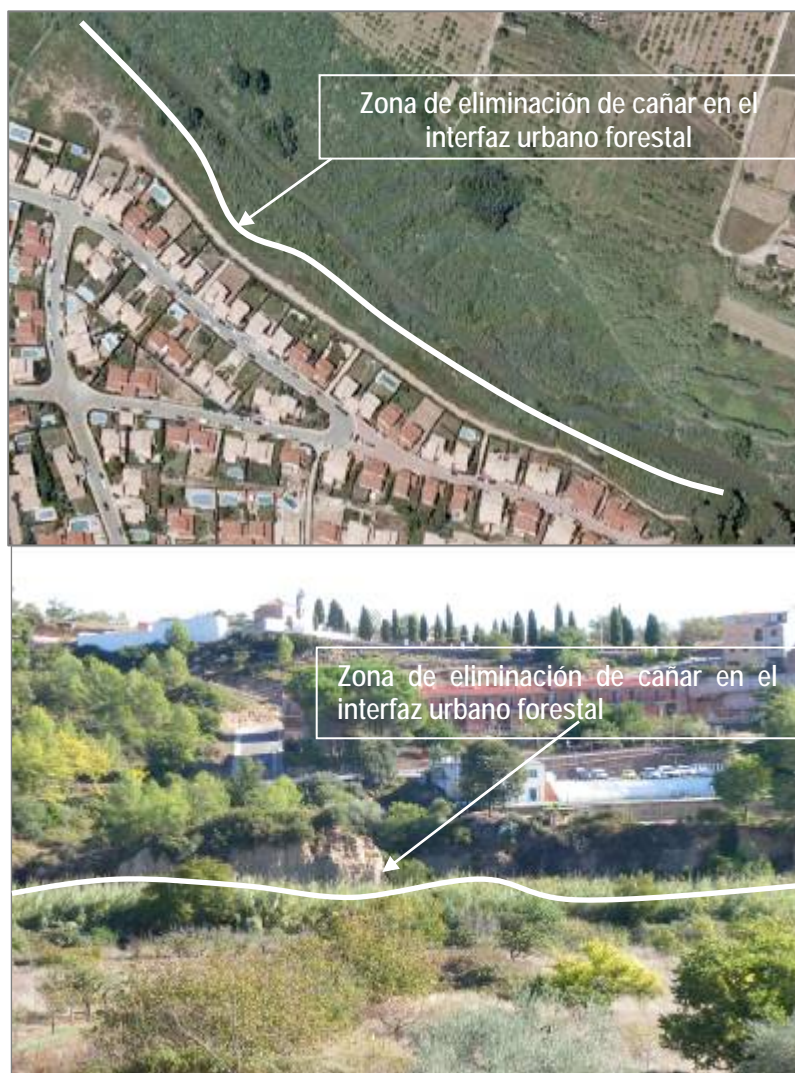 Zona de eliminación de cañar en el
interfaz urbano forestal
Zona de eliminación de cañar en el
interfaz urbano forestal